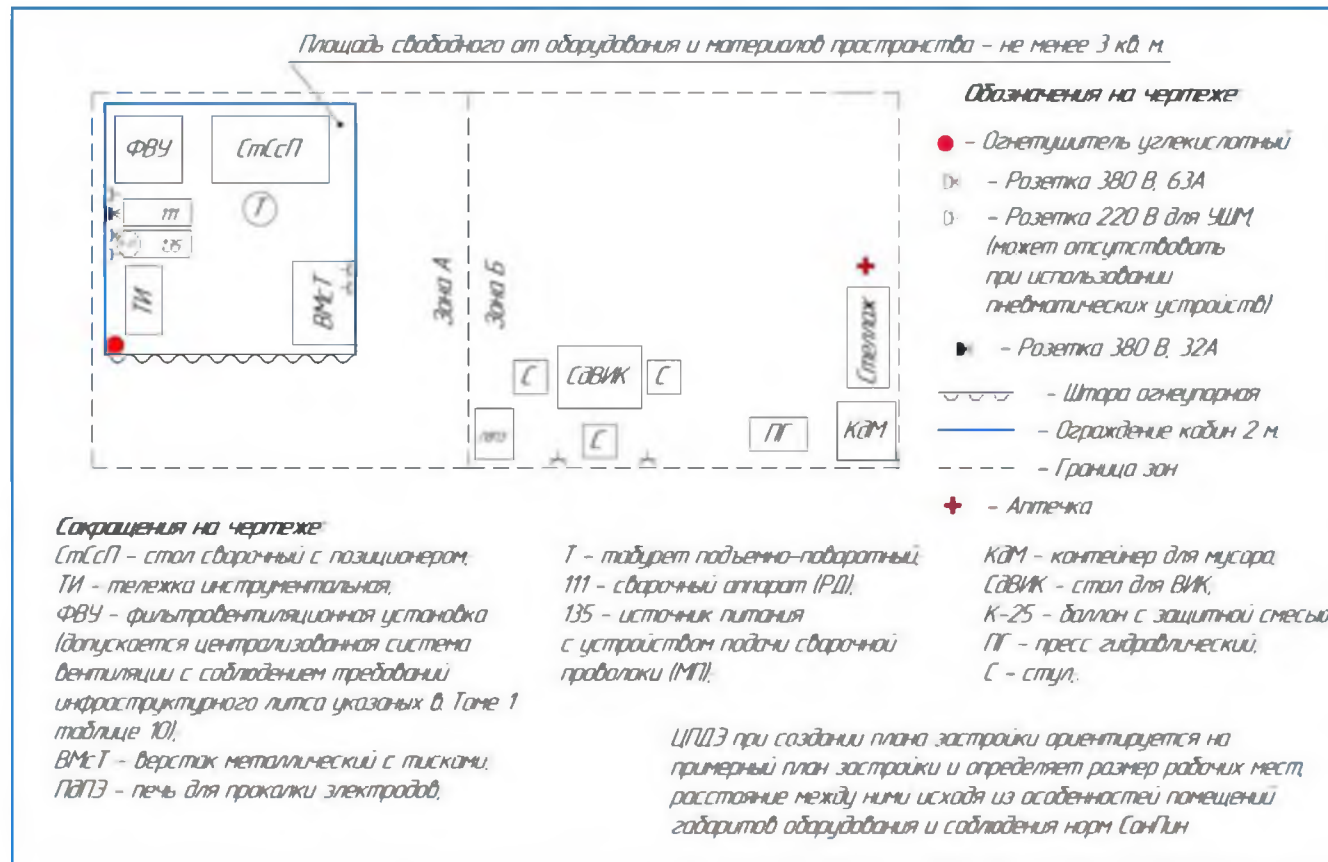 Площадь свободного от оборудования и материалов пространства - не менее 3 кв. м.
ФВУ
СтСсП
Т
111
135
ТИ
ВМсТ
Зона А
Зона Б
С
СдВИК
С
С
ПГ
КдМ
Стеллаж
Обозначения на чертеже
- Огнетушитель углекислотный
- Розетка 380 В, 63А
- Розетка 220 В для УШМ,
(может отсутствовать
при использовании
пневматических устройств)
- Розетка 380 В, 32А
- Штора огнеупорная
- Ограждение кабин 2 м.
- Граница зон
- Аптечка
Сокращения на чертеже
СтСсП - стол сварочный с позиционером,
ТИ - тележка инструментальная,
ФВУ - фильтровентиляционная установка
(допускается централизованная система
вентиляции с соблюдением требований
инфраструктурного литса указаных в. Томе 1
таблице 10),
ВМсТ - верстак металлический с тисками,
ПдПЭ - печь для прокалки электродов,
Т - табурет подъемно-поворотный,
111 - сварочный аппарат (РД),
135 - источник питания
с устройством подачи сварочной
проволоки (МП),
КдМ - контейнер для мусора,
СдВИК - стол для ВИК,
К-25 - баллон с защитной смесью,
ПГ - пресс гидравлический,
С - стул.
ЦПДЭ при создании плана застройки ориентируется на
примерный план застройки и определяет размер рабочих мест,
расстояние между ними исходя из особенностей помещений
габаритов оборудования и соблюдения норм СанПин